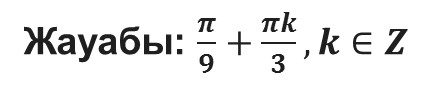 Жауабы: π/9 + πk/3 , k ∈ Z